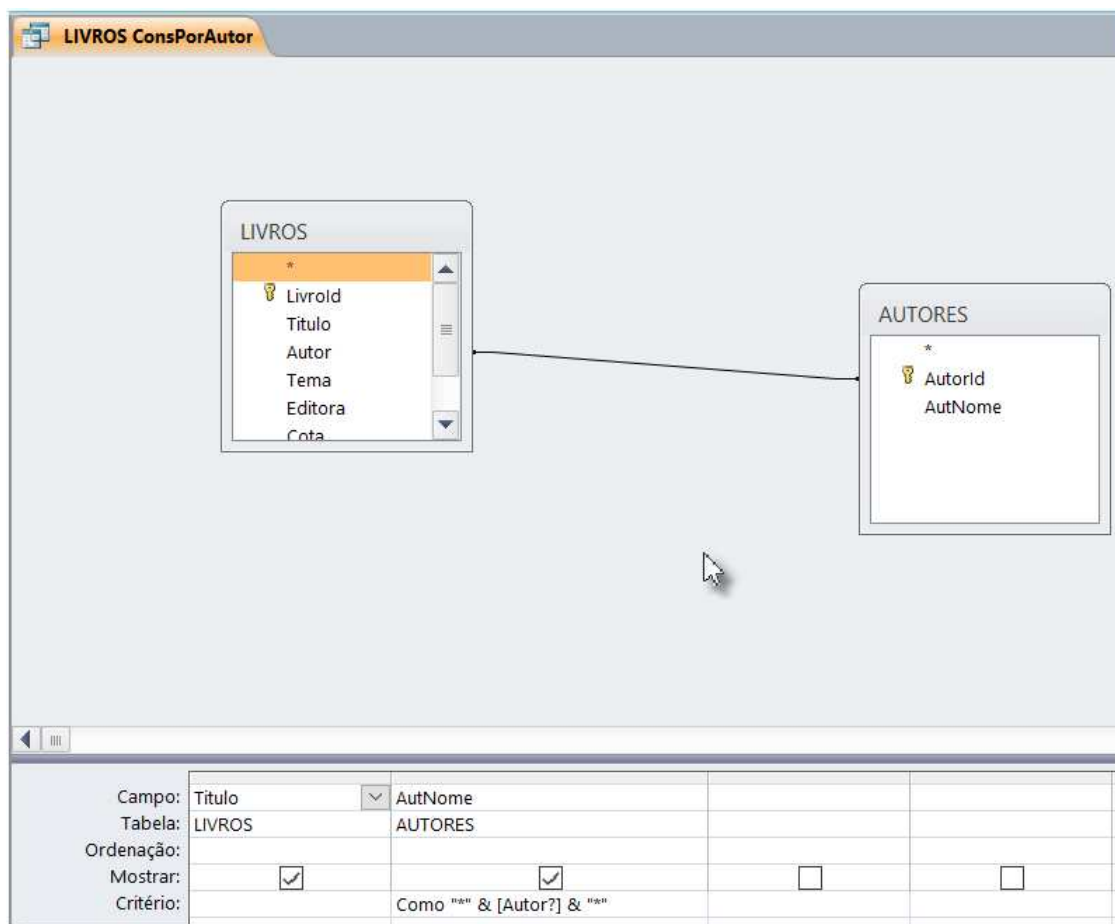 LIVROS ConsPorAutor
LIVROS
*
LivroId
Titulo
Autor
Tema
Editora
Cota
AUTORES
*
AutorId
AutNome
Campo: Titulo AutNome
Tabela: LIVROS AUTORES
Ordenação:
Mostrar:
Critério: Como "*" & [Autor?] & "*"